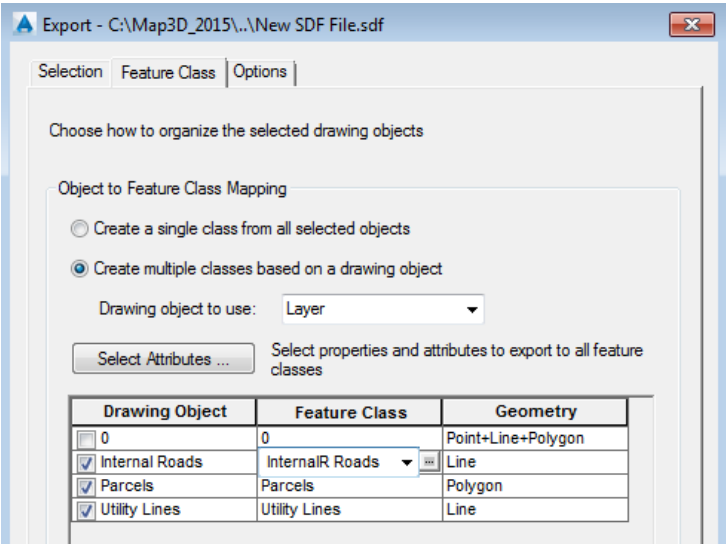 Export - C:\Map3D_2015\..\New SDF File.sdf
Selection Feature Class Options
Choose how to organize the selected drawing objects
Object to Feature Class Mapping
Create a single class from all selected objects
Create multiple classes based on a drawing object
Drawing object to use: Layer
Select Attributes ... Select properties and attributes to export to all feature
classes
Drawing Object Feature Class Geometry
0 0 Point+Line+Polygon
Internal Roads InternalR Roads ... Line
Parcels Parcels Polygon
Utility Lines Utility Lines Line